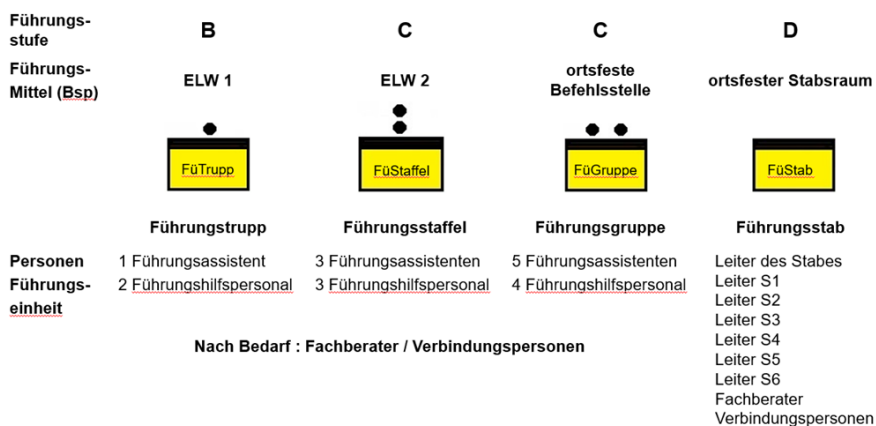 Führungs-
stufe
B
C
C
D
Führungs-
Mittel (Bsp)
ELW 1
ELW 2
ortsfeste
Befehlsstelle
ortsfester Stabsraum
FüTrupp
FüStaffel
FüGruppe
FüStab
Führungstrupp
Führungsstaffel
Führungsgruppe
Führungsstab
Personen
Führungs-
einheit
1 Führungsassistent
2 Führungshilfspersonal
3 Führungsassistenten
3 Führungshilfspersonal
5 Führungsassistenten
4 Führungshilfspersonal
Leiter des Stabes
Leiter S1
Leiter S2
Leiter S3
Leiter S4
Leiter S5
Leiter S6
Fachberater
Verbindungspersonen
Nach Bedarf : Fachberater / Verbindungspersonen